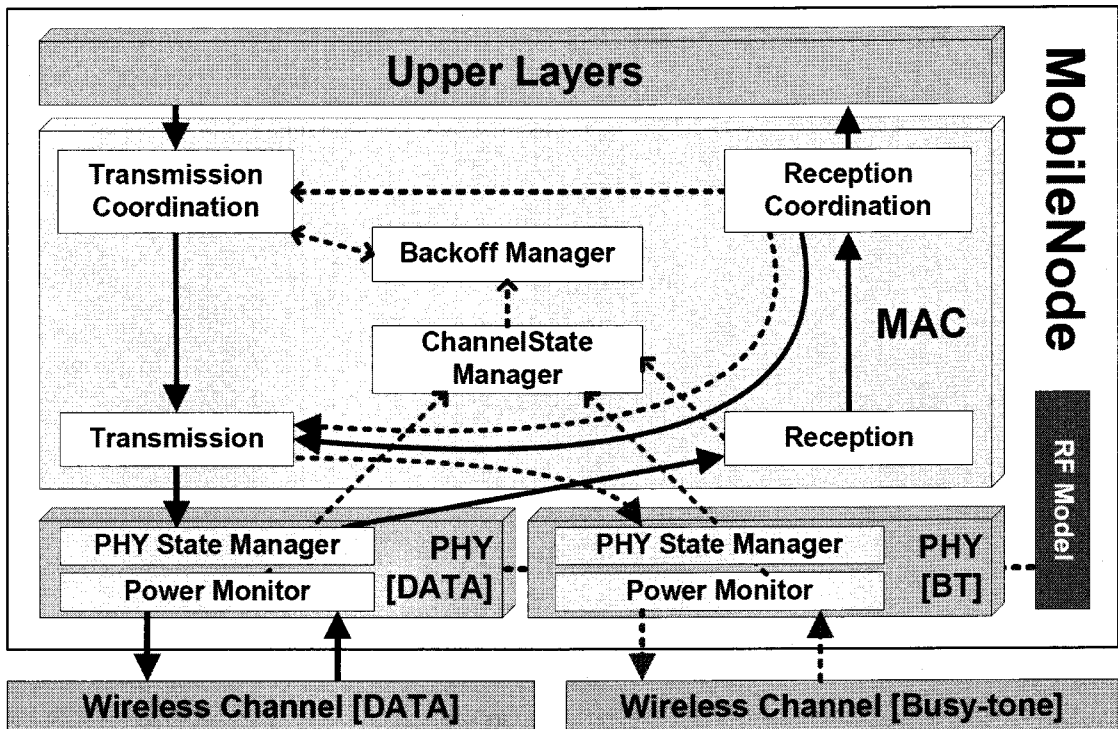 Upper Layers
MobileNode
Transmission
Coordination
Reception
Coordination
Backoff Manager
MAC
ChannelState
Manager
Transmission
Reception
RF Model
PHY State Manager
Power Monitor
PHY
[DATA]
PHY State Manager
Power Monitor
PHY
[BT]
Wireless Channel [DATA]
Wireless Channel [Busy-tone]